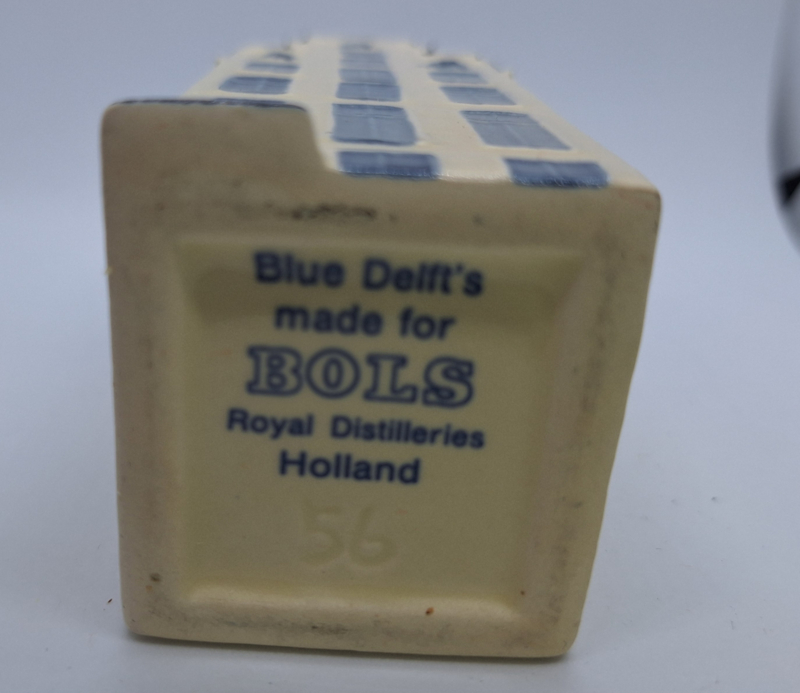 Blue Delft's
made for
BOLS
Royal Distilleries
Holland
56